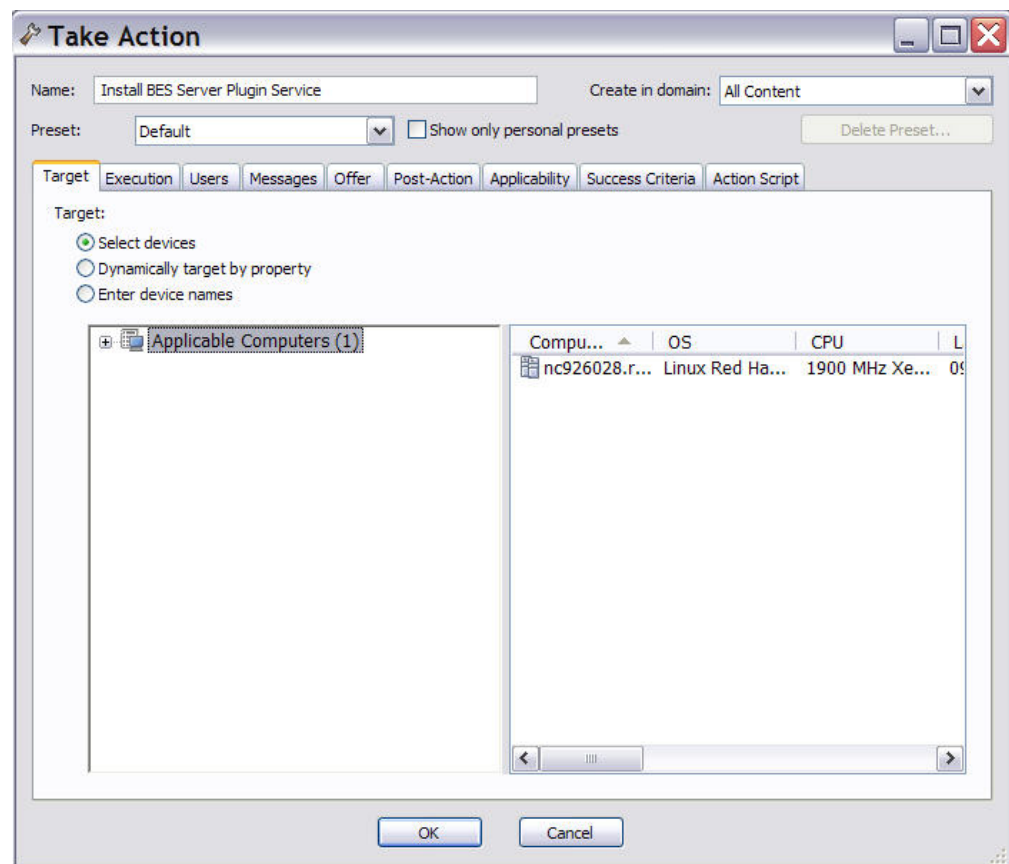 Take Action
Name: Install BES Server Plugin Service Create in domain: All Content
Preset: Default Show only personal presets Delete Preset...
Target Execution Users Messages Offer Post-Action Applicability Success Criteria Action Script
Target:
Select devices
Dynamically target by property
Enter device names
Applicable Computers (1)
Compu... OS CPU L
nc926028.r... Linux Red Ha... 1900 MHz Xe... 09
OK Cancel